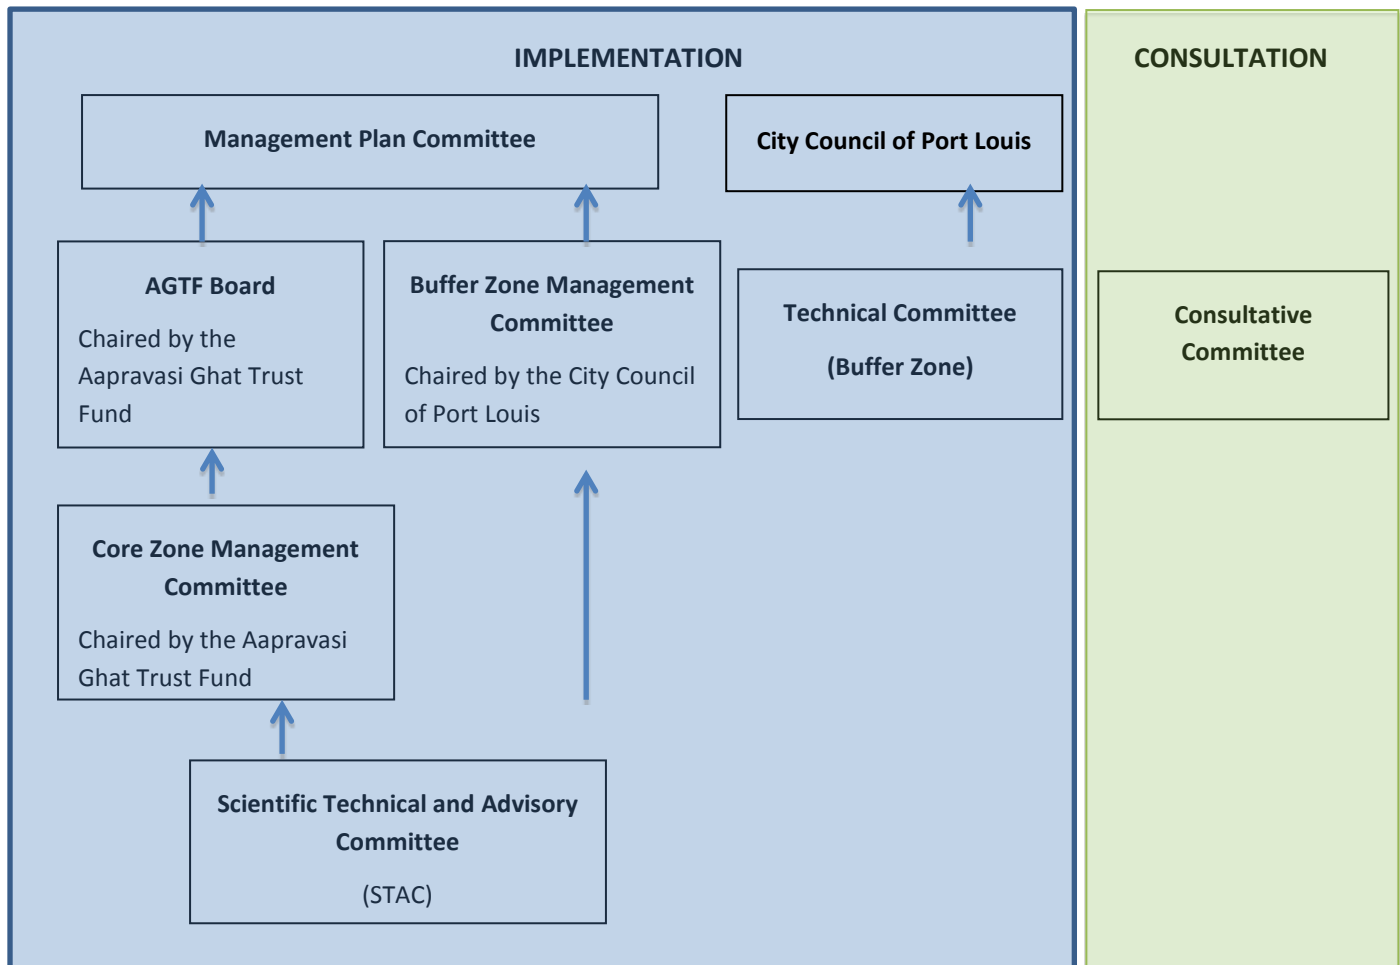 IMPLEMENTATION
CONSULTATION
Management Plan Committee
City Council of Port Louis
AGTF Board
Chaired by the
Aapravasi Ghat Trust
Fund
Buffer Zone Management
Committee
Chaired by the City Council
of Port Louis
Technical Committee
(Buffer Zone)
Consultative
Committee
Core Zone Management
Committee
Chaired by the Aapravasi
Ghat Trust Fund
Scientific Technical and Advisory
Committee
(STAC)